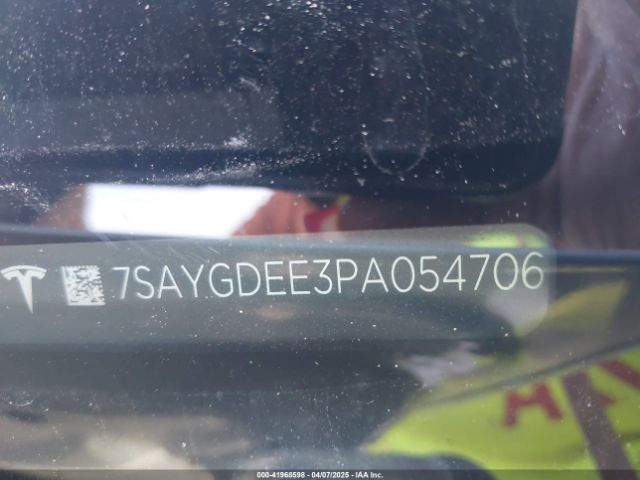 7SAYGDEE3PA054706
000-41968598 - 04/07/2025 - IAA Inc.